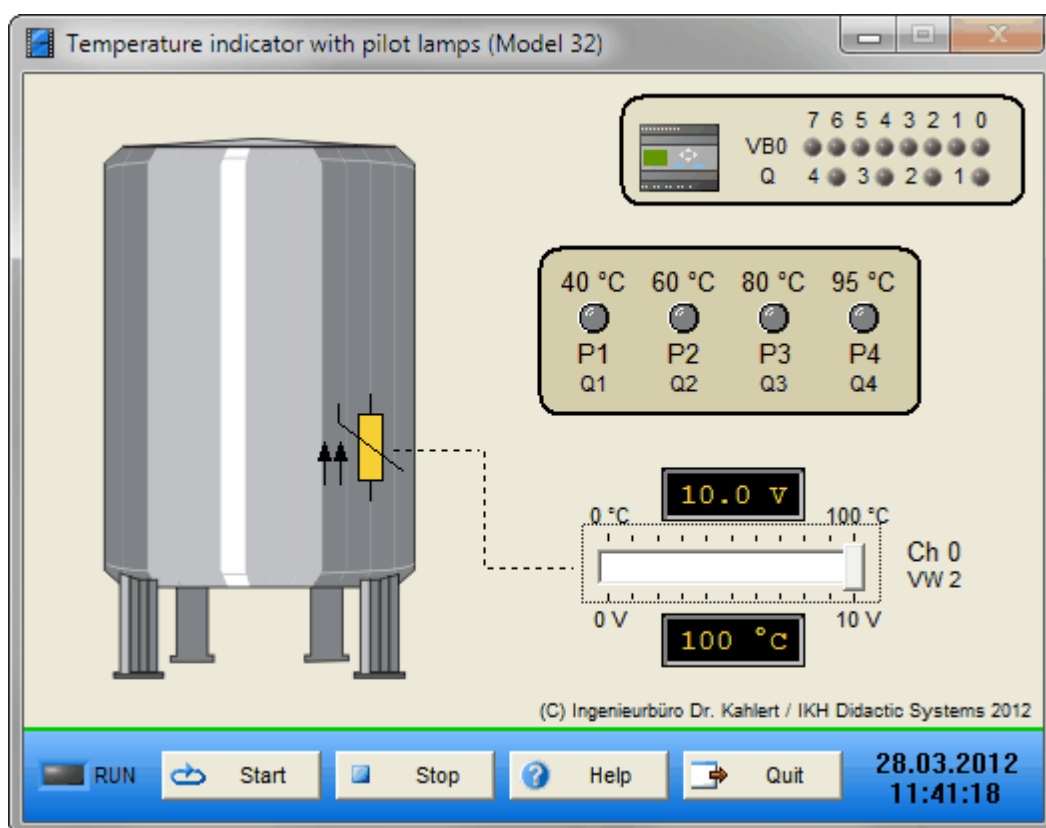 Temperature indicator with pilot lamps (Model 32)
7 6 5 4 3 2 1 0
VB0
Q 4 3 2 1
40 °C 60 °C 80 °C 95 °C
P1 P2 P3 P4
Q1 Q2 Q3 Q4
10.0 V
0 °C 100 °C
Ch 0
VW 2
0 V 10 V
100 °C
(C) Ingenieurbüro Dr. Kahlert / IKH Didactic Systems 2012
RUN Start Stop Help Quit
28.03.2012
11:41:18